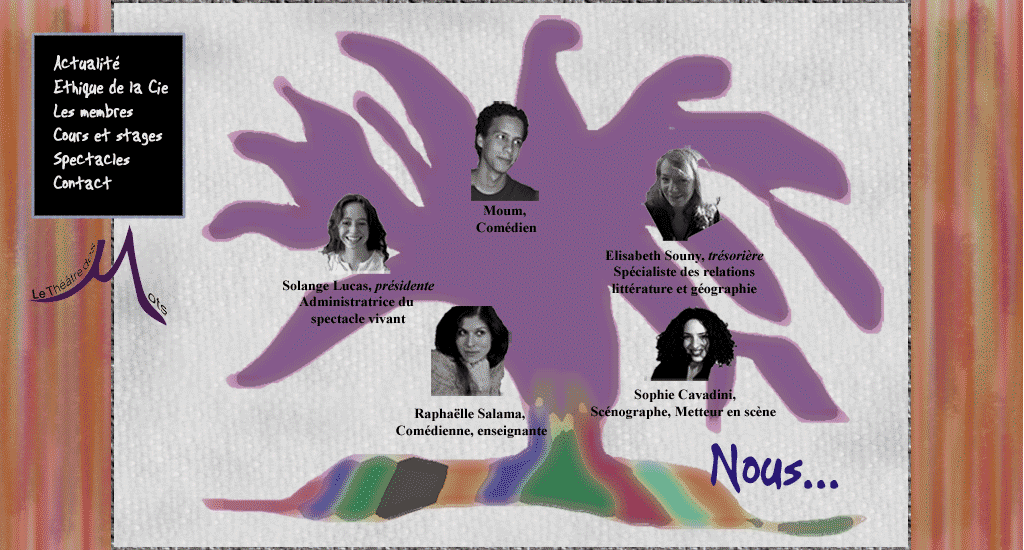 Actualité
Ethique de la Cie
Les membres
Cours et stages
Spectacles
Contact
Le Théâtre des Mots
Moum,
Comédien
Solange Lucas, présidente
Administratrice du
spectacle vivant
Elisabeth Souny, trésorière
Spécialiste des relations
littérature et géographie
Raphaëlle Salama,
Comédienne, enseignante
Sophie Cavadini,
Scénographe, Metteur en scène
Nous...